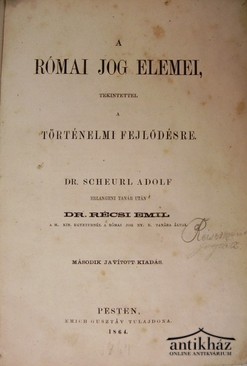 A
RÓMAI JOG ELEMEI,
TEKINTETTEL
A
TÖRTÉNELMI FEJLŐDÉSRE.
DR. SCHEURL ADOLF
ERLANGENI TANÁR UTÁN
DR. RÉCSI EMIL
MÁSODIK JAVÍTOTT KIADÁS.
PESTEN,
EMICH GUSZTÁV TULAJDONA.
1864.
antikház
ONLINE ANTIKVÁRIUM